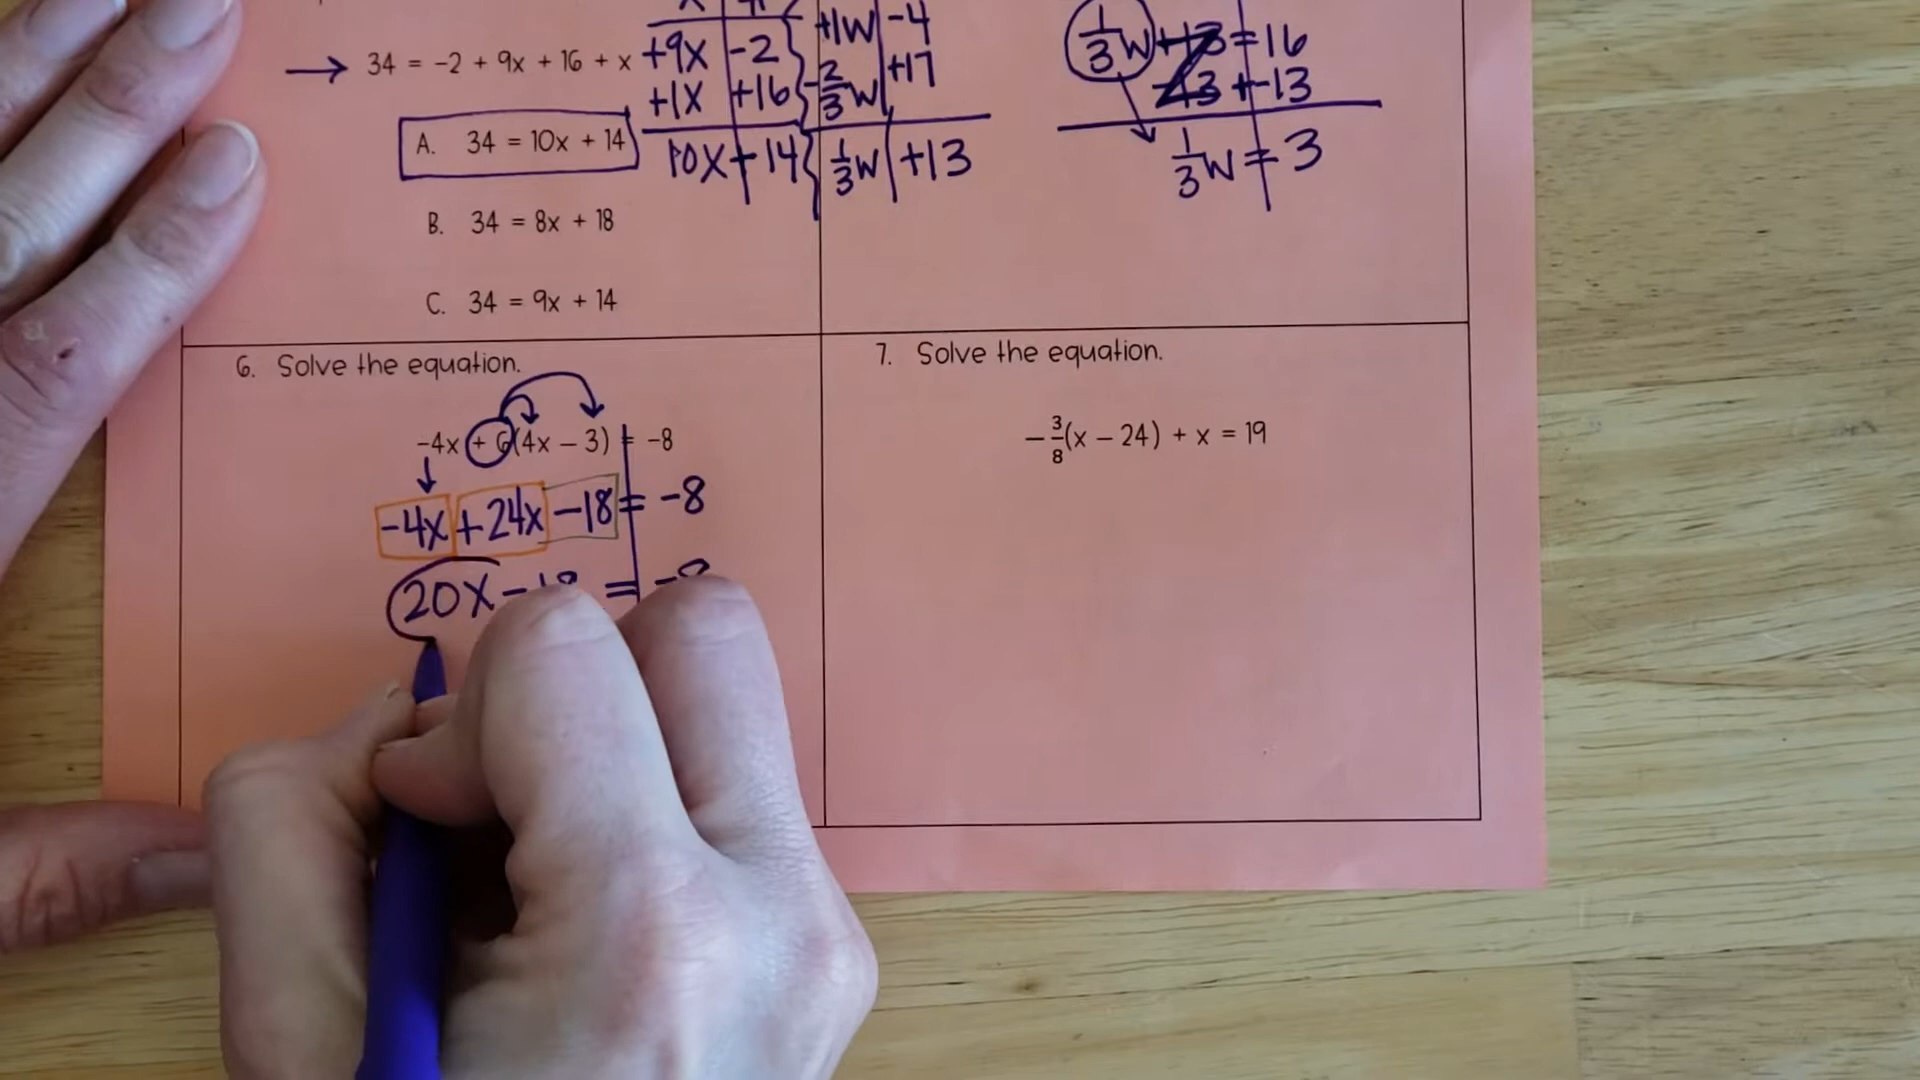 34 = -2 + 9x + 16 + x
+9x -2
+1x +16
10x + 14
+1w -4
-2/3w +17
1/3w +13
1/3w +13 = 16
-13 + -13
1/3w = 3
A. 34 = 10x + 14
B. 34 = 8x + 18
C. 34 = 9x + 14
6. Solve the equation.
-4x + 6(4x - 3) = -8
-4x + 24x - 18 = -8
20x - 18 = -8
7. Solve the equation.
-3/8(x - 24) + x = 19